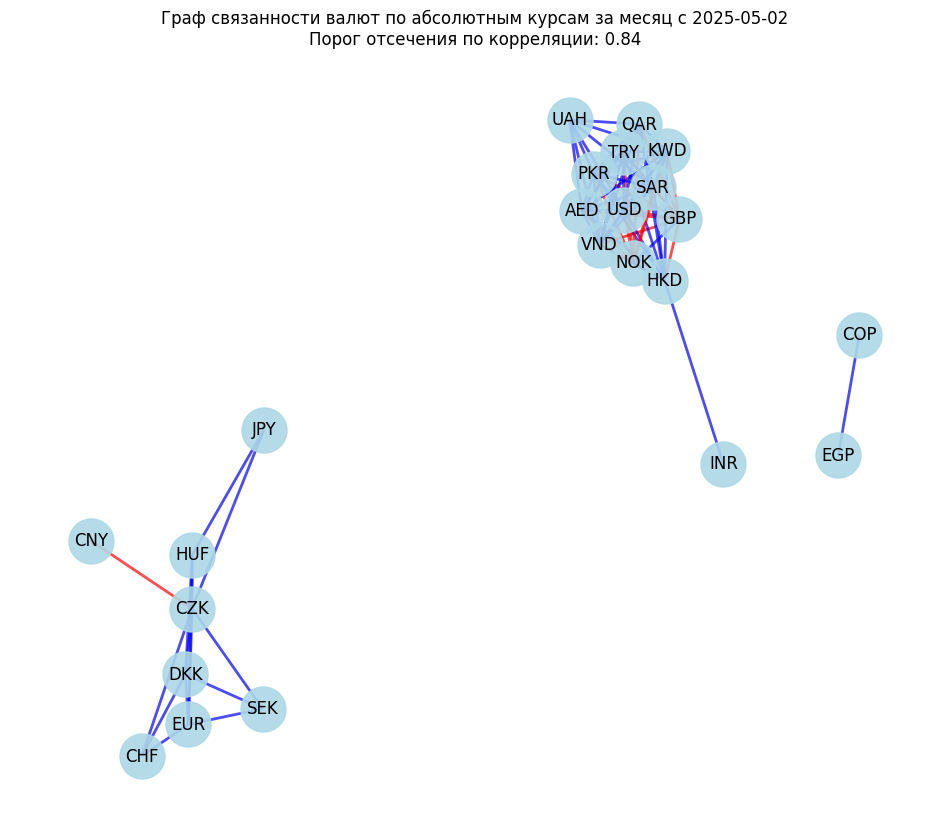 Граф связанности валют по абсолютным курсам за месяц с 2025-05-02
Порог отсечения по корреляции: 0.84
UAH
QAR
TRY
KWD
PKR
SAR
AED
USD
GBP
VND
NOK
HKD
COP
JPY
EGP
INR
CNY
HUF
CZK
DKK
SEK
EUR
CHF